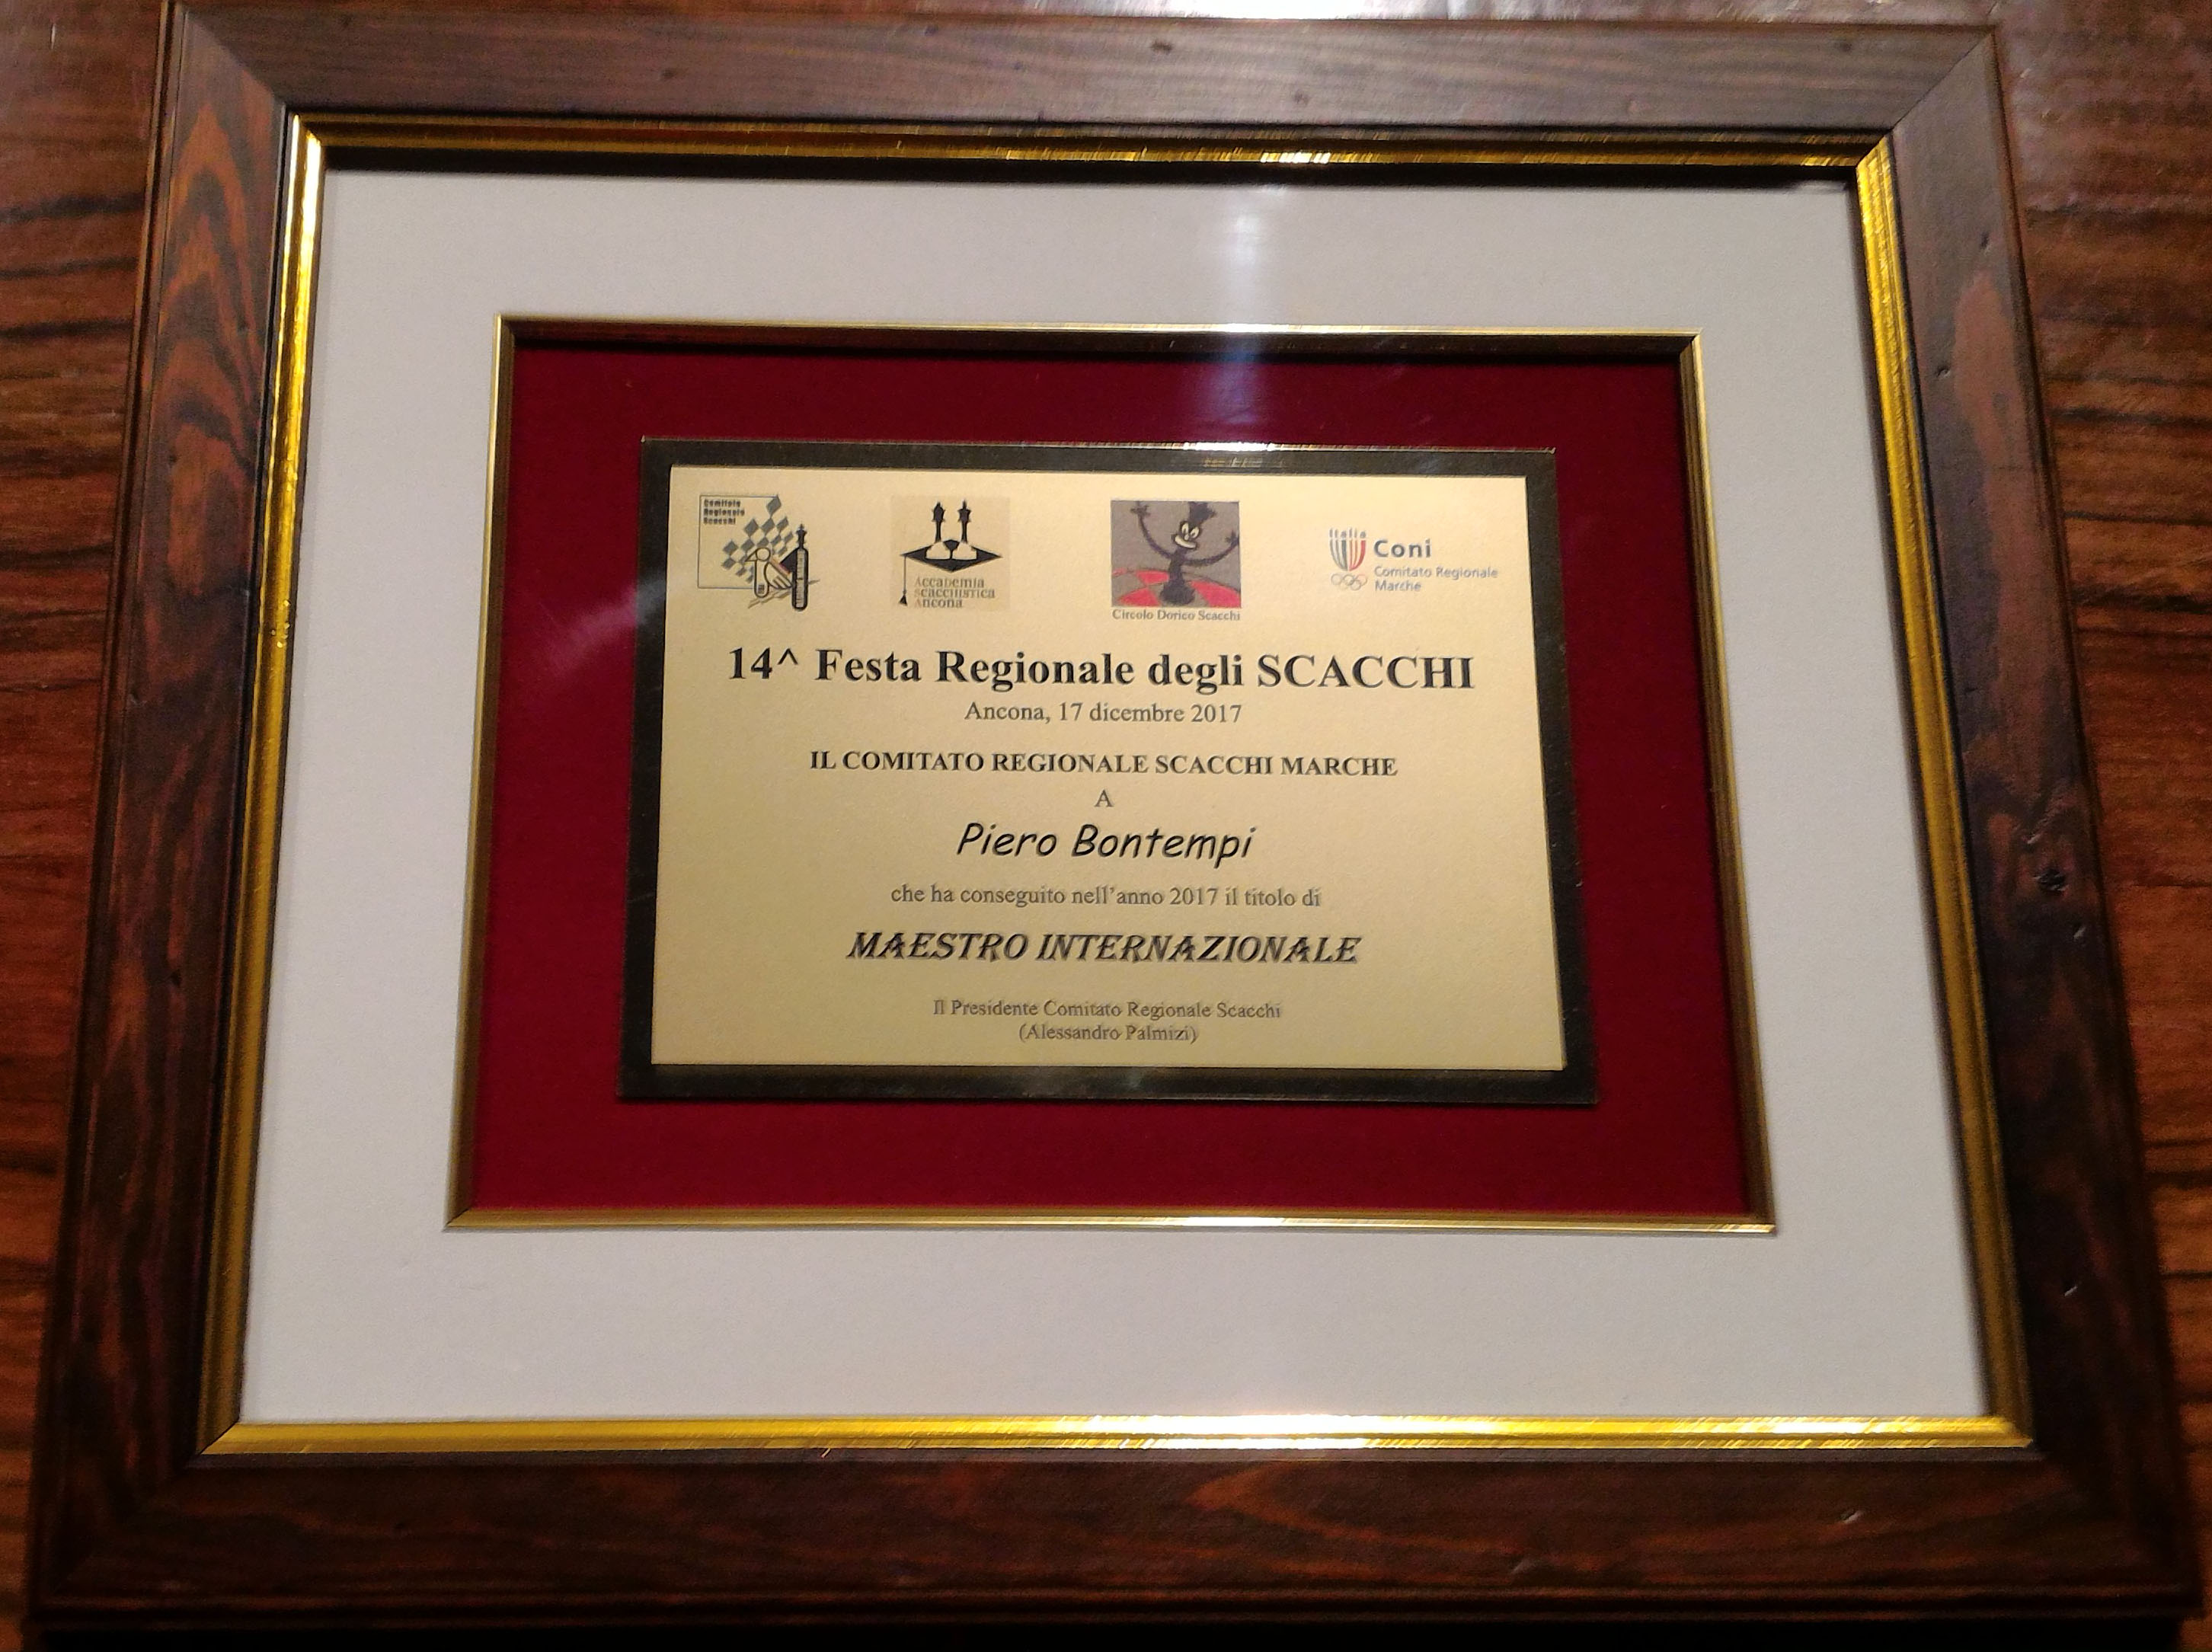 Comitato
Regionale
Scacchi
Accademia
Scacchistica
Ancona
Circolo Dorico Scacchi
Italia
Coni
Comitato Regionale
Marche
14^ Festa Regionale degli SCACCHI
Ancona, 17 dicembre 2017
IL COMITATO REGIONALE SCACCHI MARCHE
A
Piero Bontempi
che ha conseguito nell'anno 2017 il titolo di
MAESTRO INTERNAZIONALE
Il Presidente Comitato Regionale Scacchi
(Alessandro Palmizi)